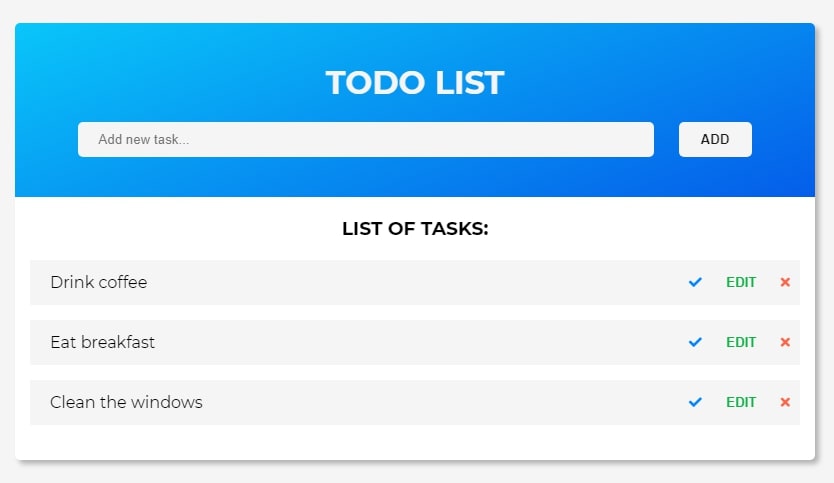 TODO LIST
Add new task...
ADD
LIST OF TASKS:
Drink coffee EDIT
Eat breakfast EDIT
Clean the windows EDIT